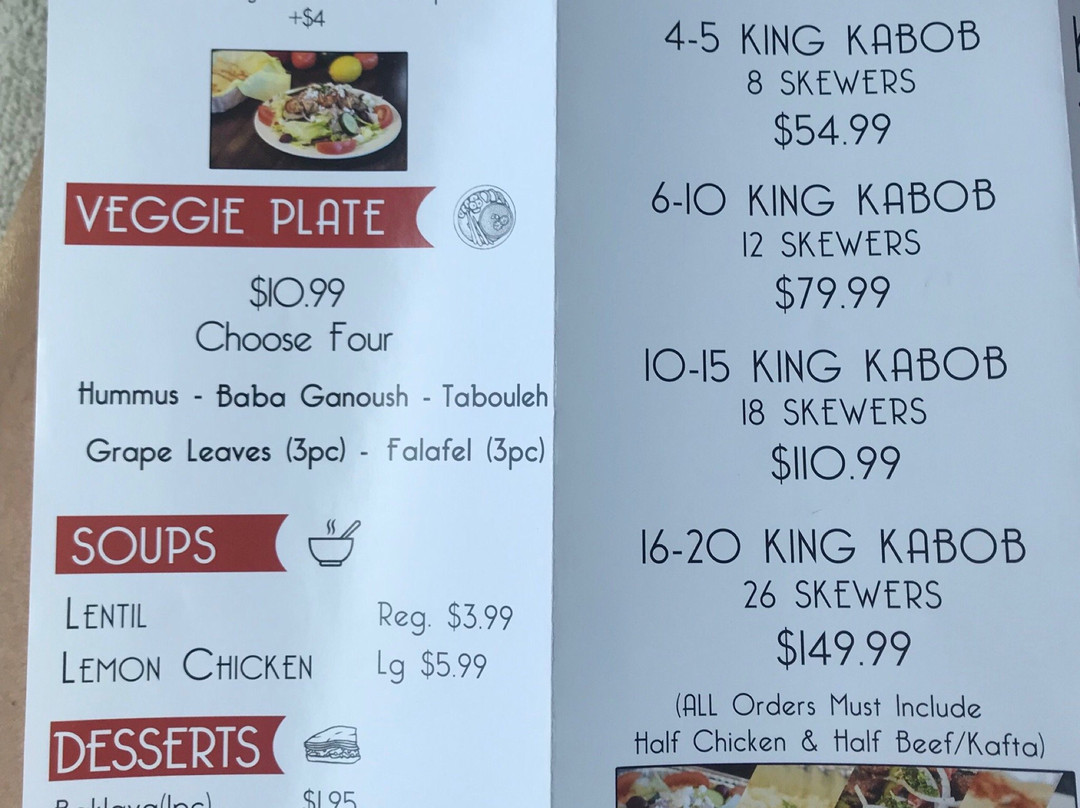 +$4
VEGGIE PLATE
$10.99
Choose Four
Hummus - Baba Ganoush - Tabouleh
Grape Leaves (3pc) - Falafel (3pc)
SOUPS
LENTIL Reg. $3.99
LEMON CHICKEN Lg $5.99
DESSERTS
Baklava(1pc) $1.95
4-5 KING KABOB
8 SKEWERS
$54.99
6-10 KING KABOB
12 SKEWERS
$79.99
10-15 KING KABOB
18 SKEWERS
$110.99
16-20 KING KABOB
26 SKEWERS
$149.99
(ALL Orders Must Include
Half Chicken & Half Beef/Kafta)